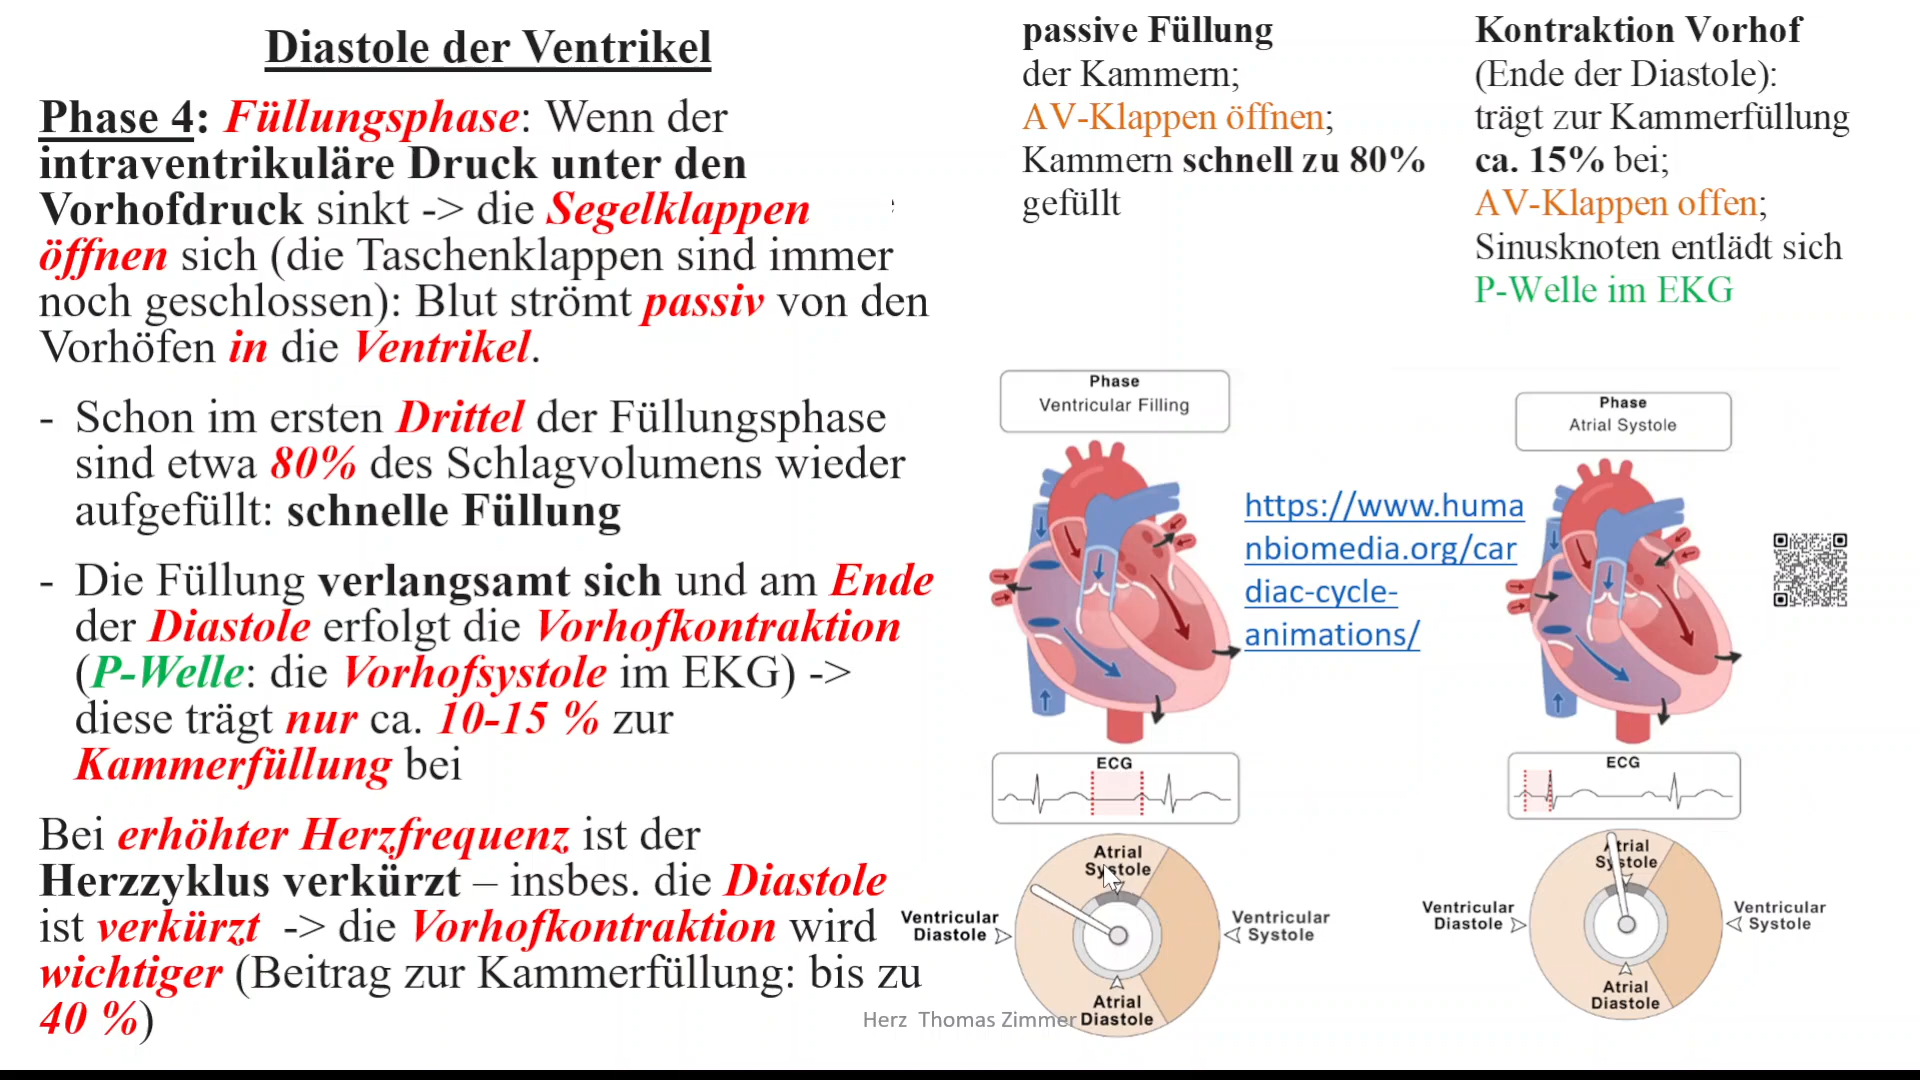 Diastole der Ventrikel
Phase 4: Füllungsphase: Wenn der
intraventrikuläre Druck unter den
Vorhofdruck sinkt -> die Segelklappen
öffnen sich (die Taschenklappen sind immer
noch geschlossen): Blut strömt passiv von den
Vorhöfen in die Ventrikel.
- Schon im ersten Drittel der Füllungsphase
sind etwa 80% des Schlagvolumens wieder
aufgefüllt: schnelle Füllung
- Die Füllung verlangsamt sich und am Ende
der Diastole erfolgt die Vorhofkontraktion
(P-Welle: die Vorhofsystole im EKG) ->
diese trägt nur ca. 10-15 % zur
Kammerfüllung bei
Bei erhöhter Herzfrequenz ist der
Herzzyklus verkürzt – insbes. die Diastole
ist verkürzt -> die Vorhofkontraktion wird
wichtiger (Beitrag zur Kammerfüllung: bis zu
40 %)
passive Füllung
der Kammern;
AV-Klappen öffnen;
Kammern schnell zu 80%
gefüllt
Kontraktion Vorhof
(Ende der Diastole):
trägt zur Kammerfüllung
ca. 15% bei;
AV-Klappen offen;
Sinusknoten entlädt sich
P-Welle im EKG
Phase
Ventricular Filling
https://www.huma
nbiomedia.org/car
diac-cycle-
animations/
ECG
Atrial
Systole
Ventricular
Diastole
Ventricular
Systole
Atrial
Diastole
Phase
Atrial Systole
ECG
Atrial
Systole
Ventricular
Diastole
Ventricular
Systole
Atrial
Diastole
Herz Thomas Zimmer